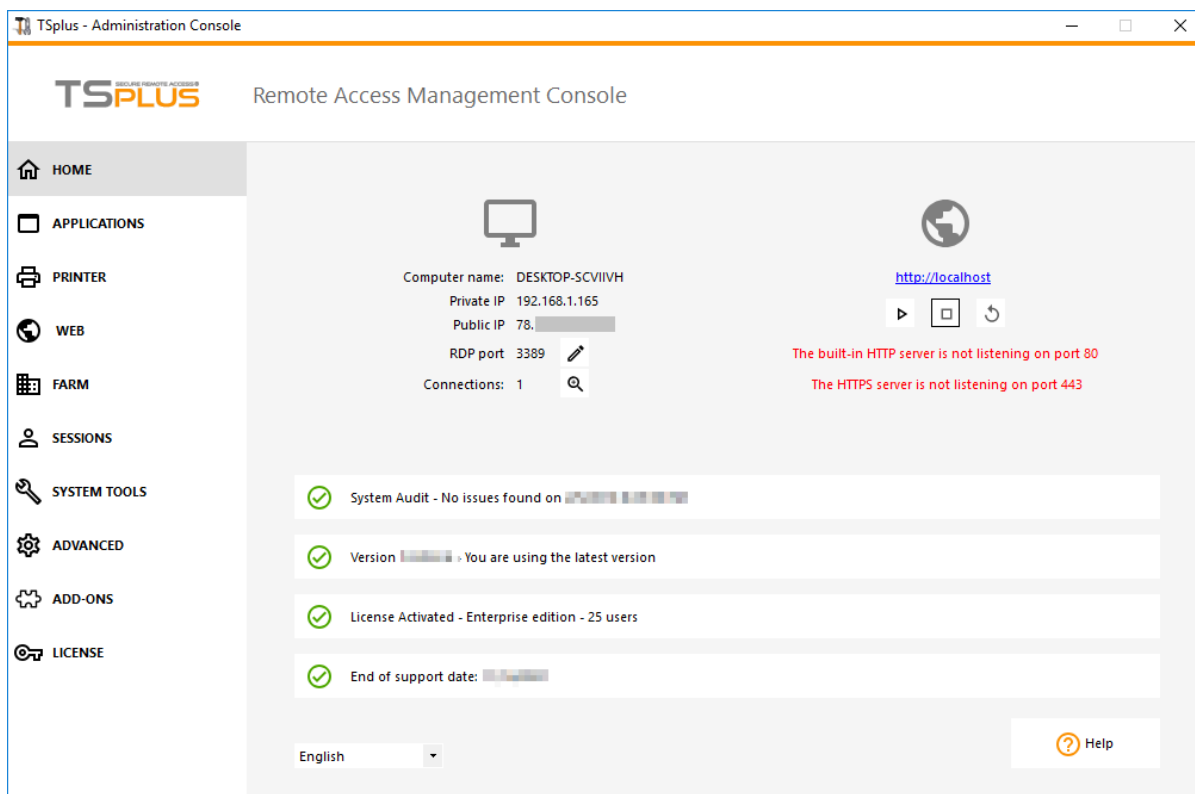 TSplus - Administration Console
TSPLUS SECURE REMOTE ACCESS®
Remote Access Management Console
HOME
APPLICATIONS
PRINTER
WEB
FARM
SESSIONS
SYSTEM TOOLS
ADVANCED
ADD-ONS
LICENSE
Computer name: DESKTOP-SCVIIVH
Private IP 192.168.1.165
Public IP 78.
RDP port 3389
Connections: 1
http://localhost
The built-in HTTP server is not listening on port 80
The HTTPS server is not listening on port 443
System Audit - No issues found on
Version - You are using the latest version
License Activated - Enterprise edition - 25 users
End of support date:
English
Help